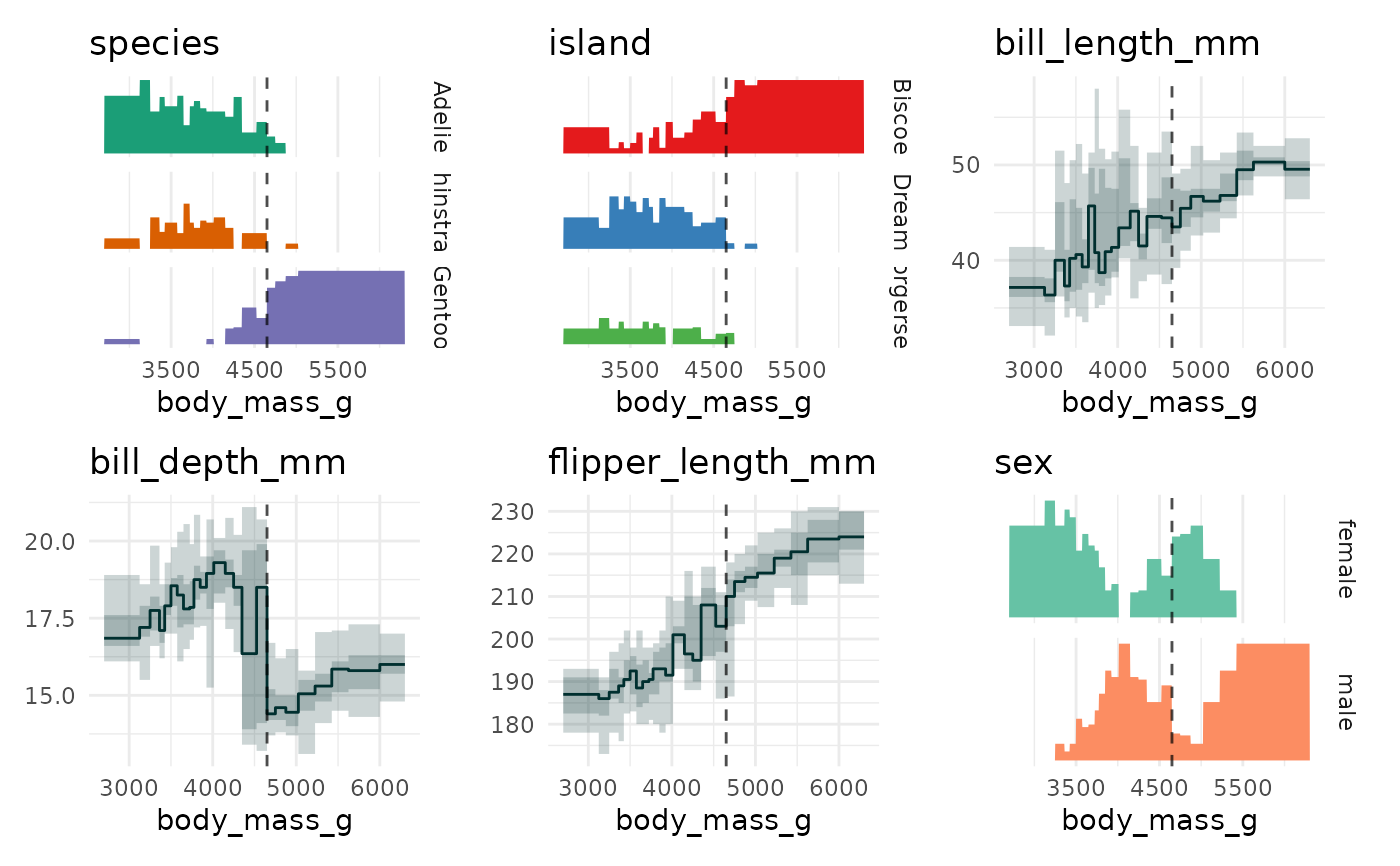 species
Adelie
hinstra
Gentoo
3500 4500 5500
body_mass_g
island
Biscoe
Dream
orgerse
3500 4500 5500
body_mass_g
bill_length_mm
50
40
3000 4000 5000 6000
body_mass_g
bill_depth_mm
20.0
17.5
15.0
3000 4000 5000 6000
body_mass_g
flipper_length_mm
230
220
210
200
190
180
3000 4000 5000 6000
body_mass_g
sex
female
male
3500 4500 5500
body_mass_g